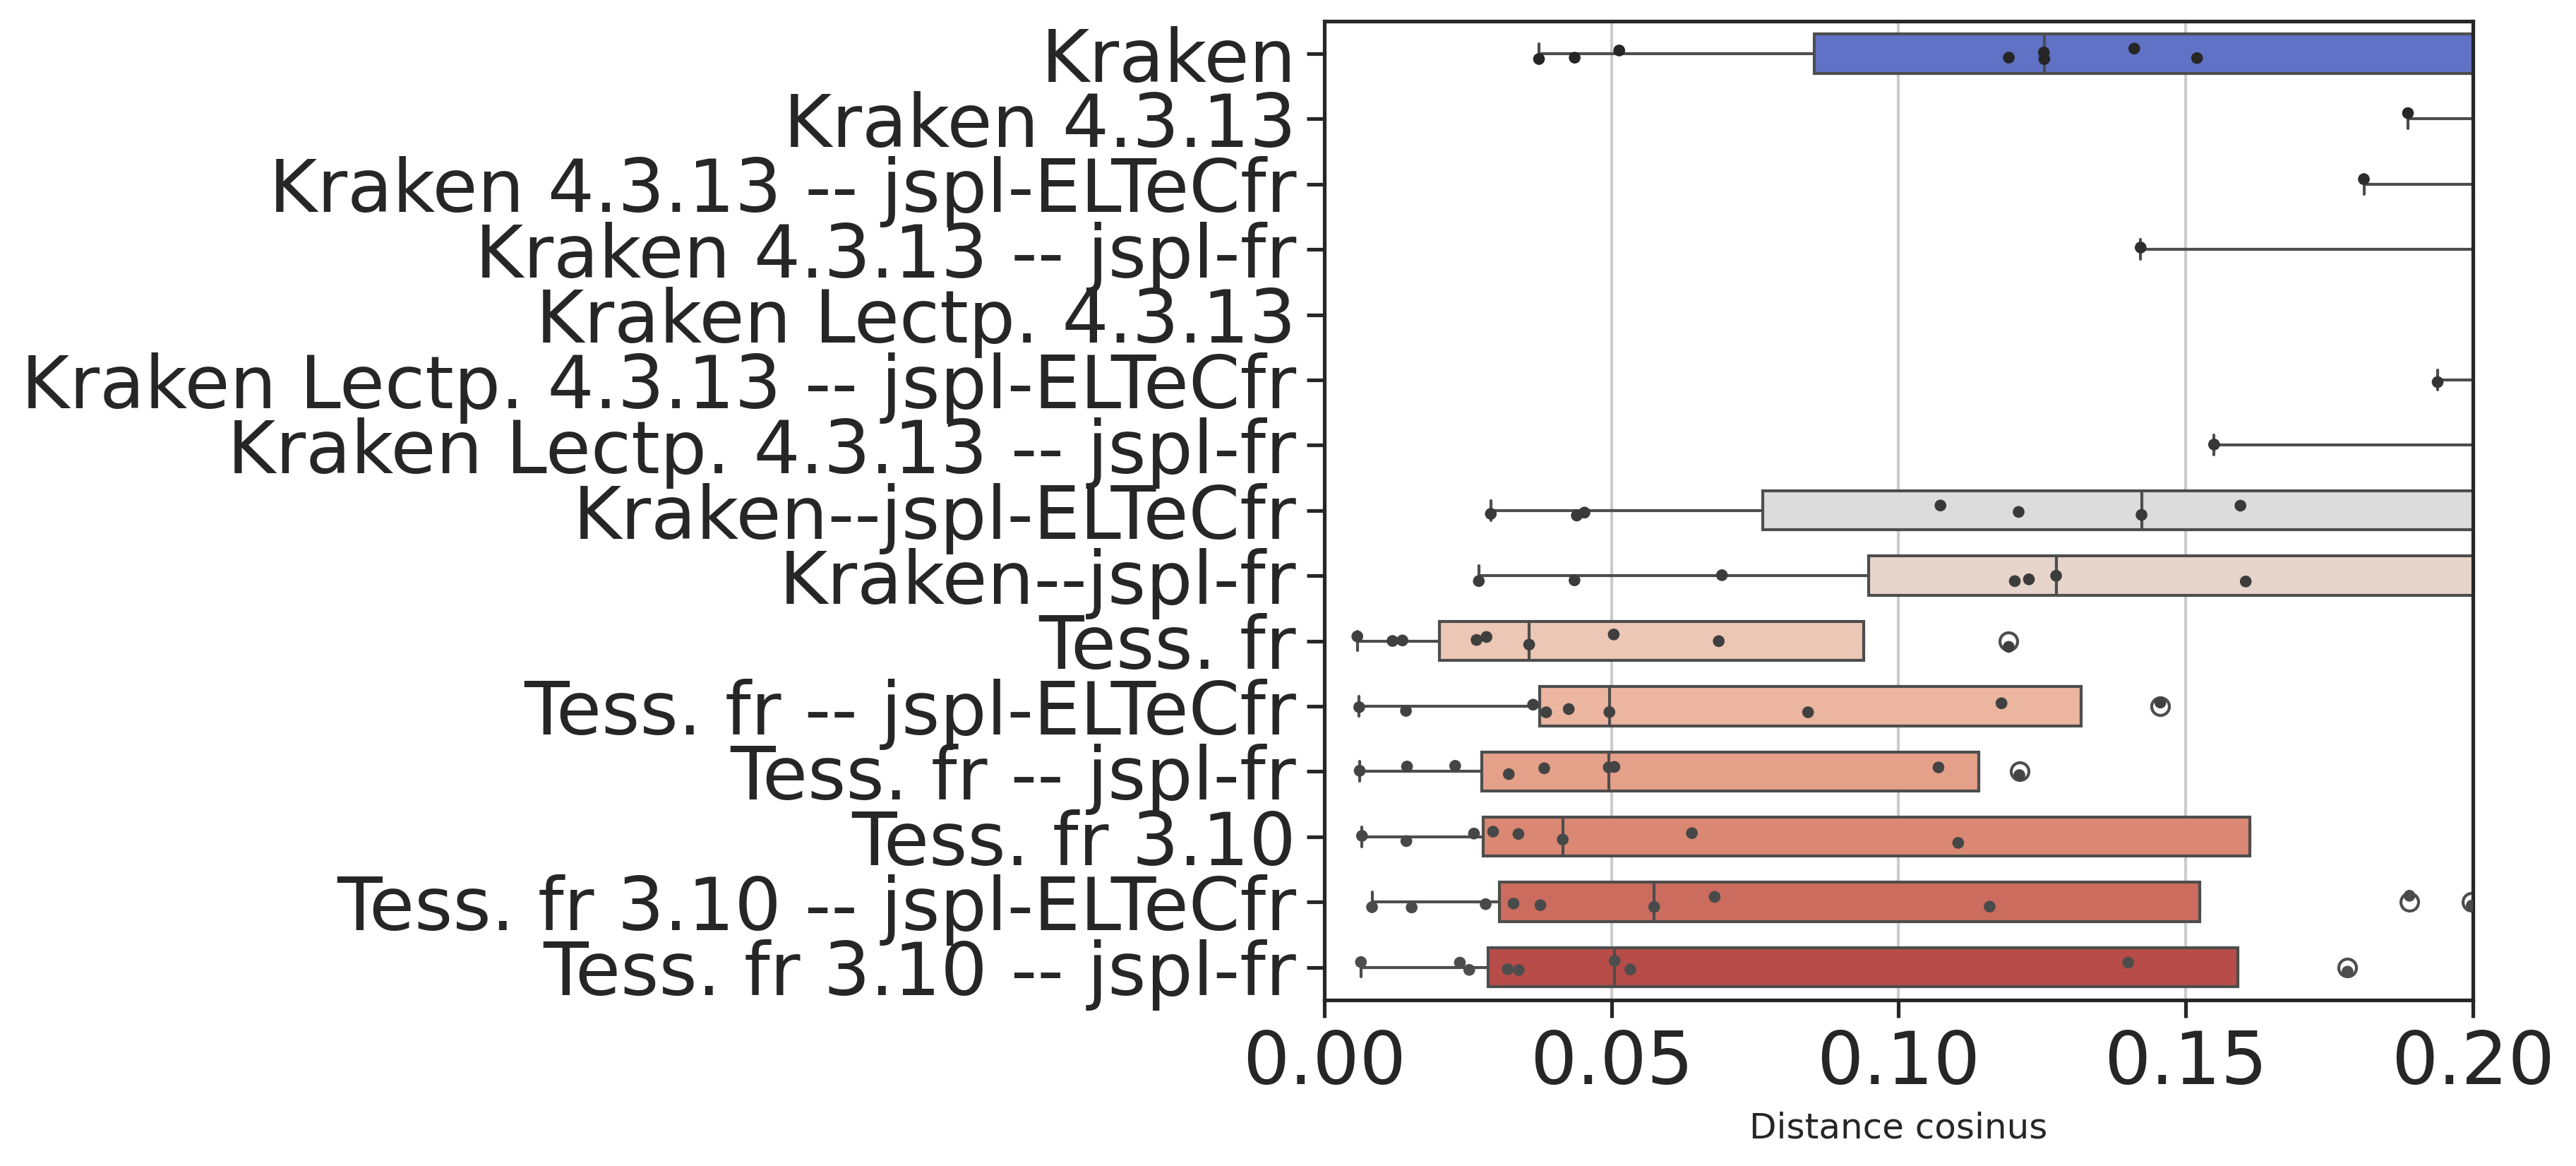 Kraken
Kraken 4.3.13
Kraken 4.3.13 -- jspl-ELTeCfr
Kraken 4.3.13 -- jspl-fr
Kraken Lectp. 4.3.13
Kraken Lectp. 4.3.13 -- jspl-ELTeCfr
Kraken Lectp. 4.3.13 -- jspl-fr
Kraken--jspl-ELTeCfr
Kraken--jspl-fr
Tess. fr
Tess. fr -- jspl-ELTeCfr
Tess. fr -- jspl-fr
Tess. fr 3.10
Tess. fr 3.10 -- jspl-ELTeCfr
Tess. fr 3.10 -- jspl-fr
0.00 0.05 0.10 0.15 0.20
Distance cosinus